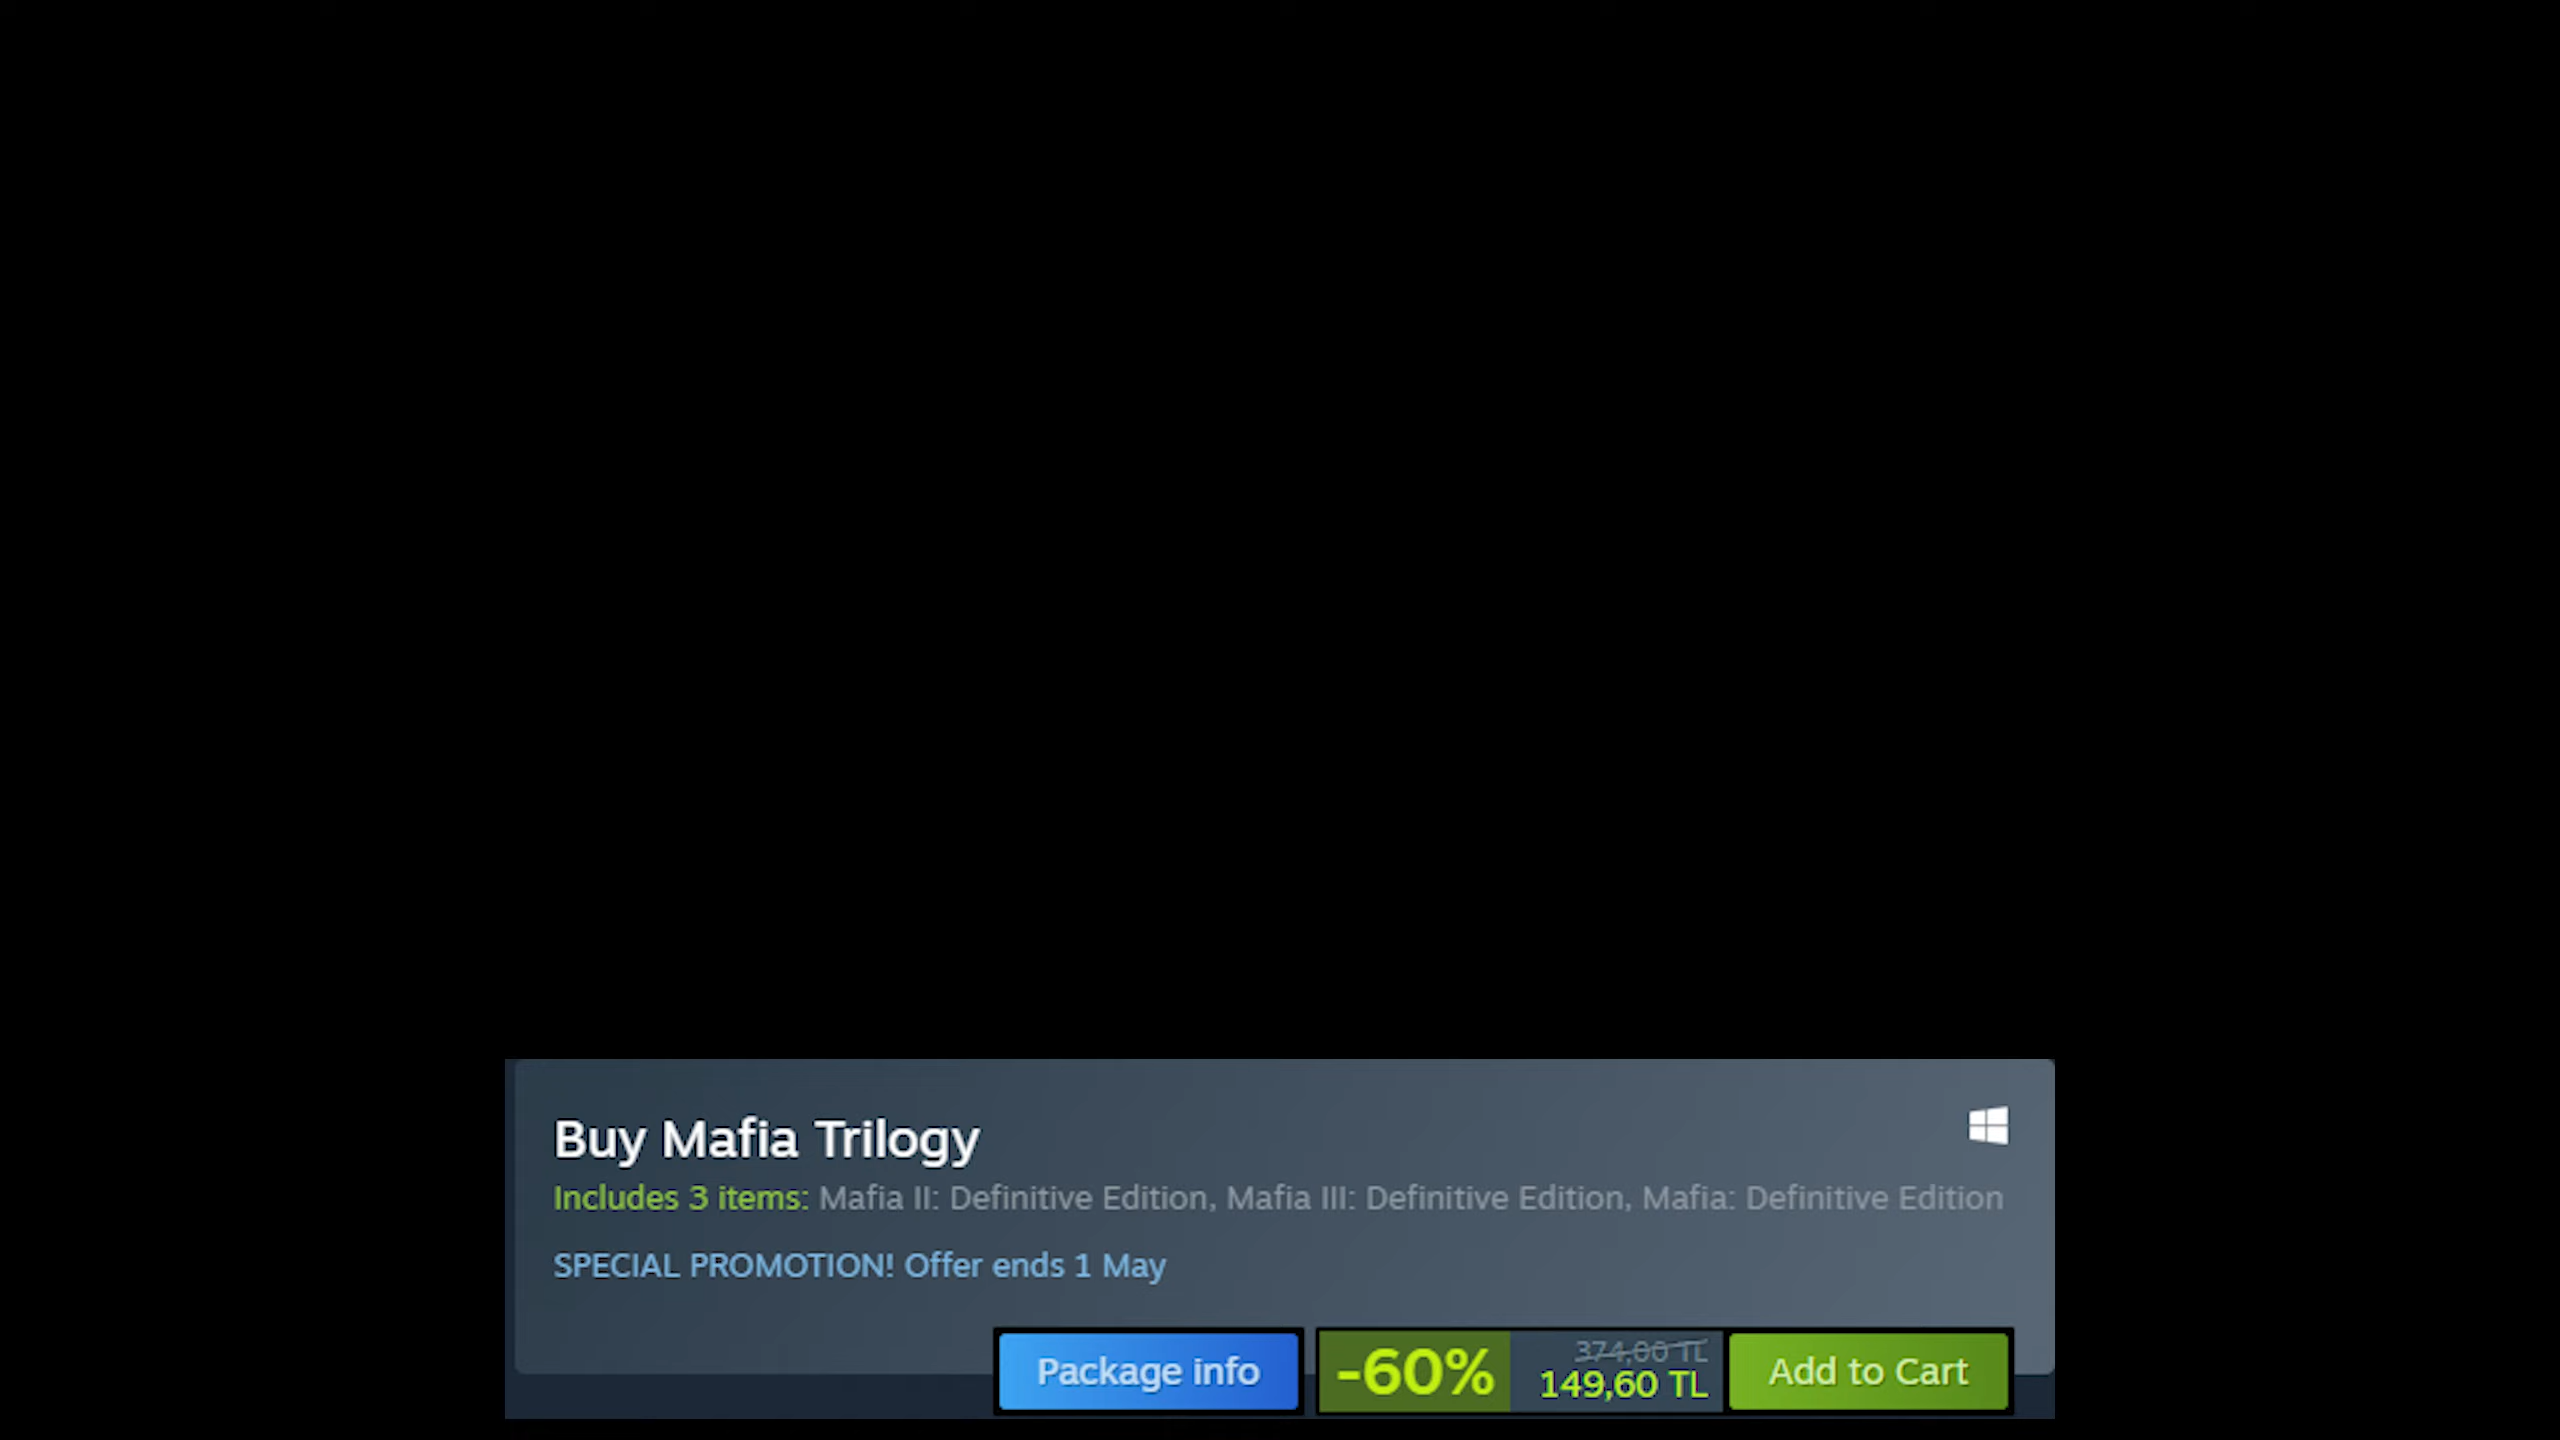 Buy Mafia Trilogy
Includes 3 items: Mafia II: Definitive Edition, Mafia III: Definitive Edition, Mafia: Definitive Edition
SPECIAL PROMOTION! Offer ends 1 May
Package info
-60%
374,00 TL
149,60 TL
Add to Cart